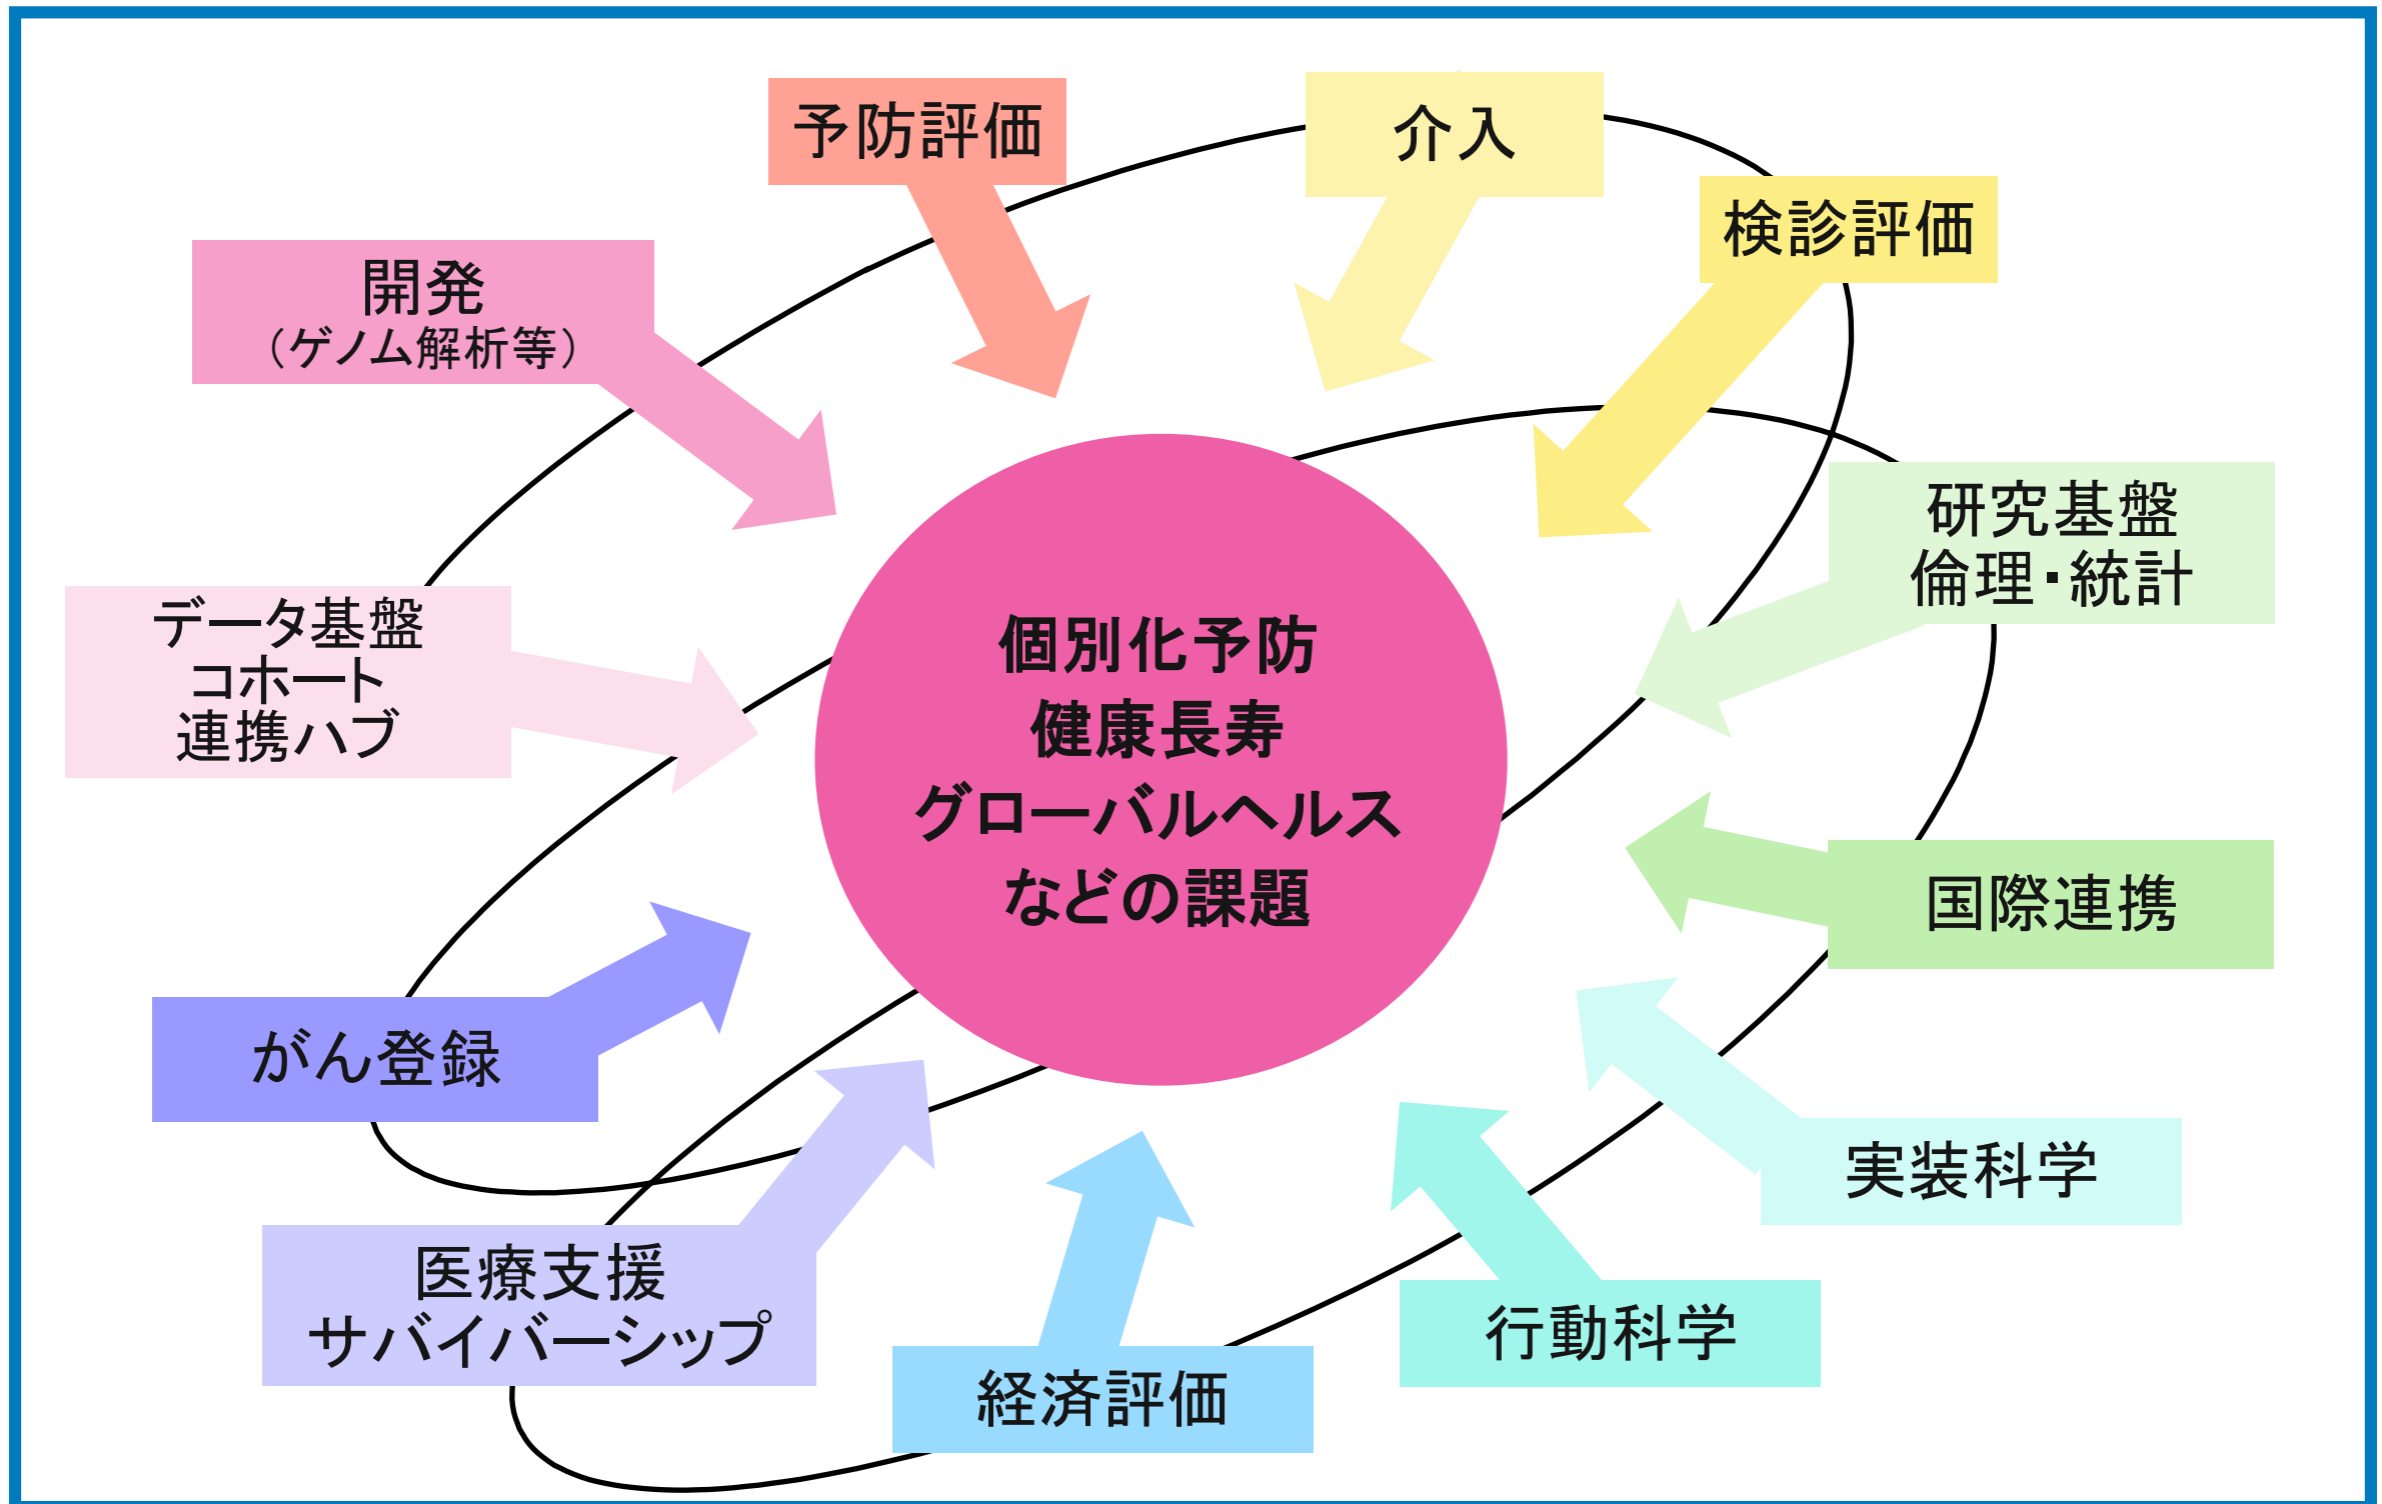 予防評価
介入
検診評価
開発
（ゲノム解析等）
研究基盤
倫理・統計
データ基盤
コホート
連携ハブ
個別化予防
健康長寿
グローバルヘルス
などの課題
国際連携
がん登録
実装科学
医療支援
サバイバーシップ
行動科学
経済評価